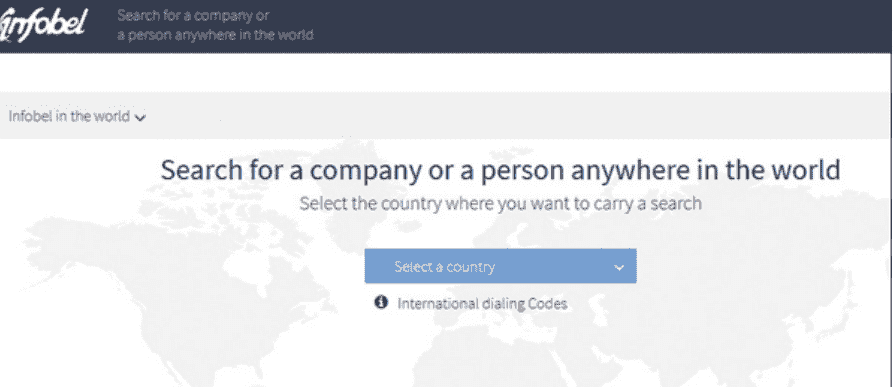 infobel
Search for a company or
a person anywhere in the world
Infobel in the world
Search for a company or a person anywhere in the world
Select the country where you want to carry a search
Select a country
International dialing Codes